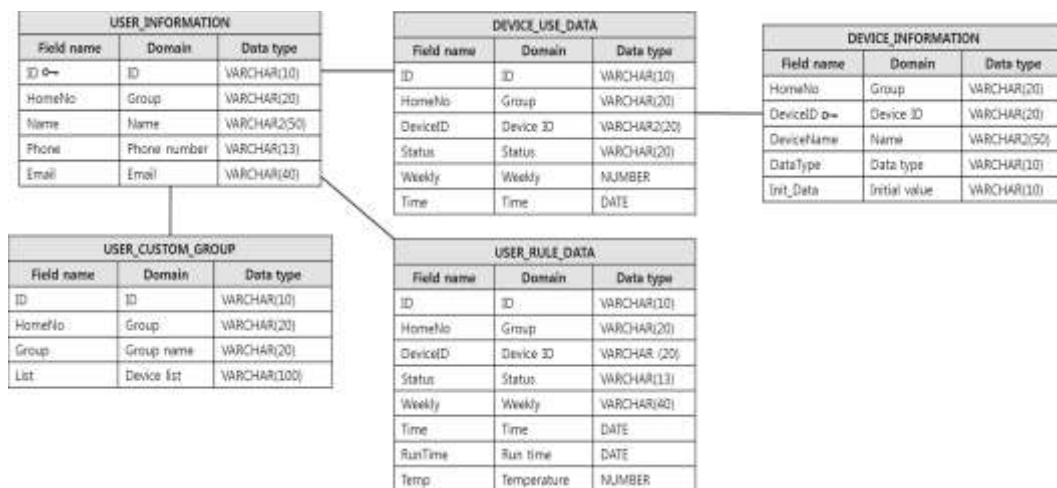 USER_INFORMATION
Field name Domain Data type
ID ID VARCHAR(10)
HomeNo Group VARCHAR(20)
Name Name VARCHAR2(50)
Phone Phone number VARCHAR(13)
Email Email VARCHAR(40)
DEVICE_USE_DATA
Field name Domain Data type
ID ID VARCHAR(10)
HomeNo Group VARCHAR(20)
DeviceID Device ID VARCHAR2(20)
Status Status VARCHAR(20)
Weekly Weekly NUMBER
Time Time DATE
DEVICE_INFORMATION
Field name Domain Data type
HomeNo Group VARCHAR(20)
DeviceID Device ID VARCHAR(20)
DeviceName Name VARCHAR2(50)
DataType Data type VARCHAR(10)
Init_Data Initial value VARCHAR(10)
USER_CUSTOM_GROUP
Field name Domain Data type
ID ID VARCHAR(10)
HomeNo Group VARCHAR(20)
Group Group name VARCHAR(20)
List Device list VARCHAR(100)
USER_RULE_DATA
Field name Domain Data type
ID ID VARCHAR(10)
HomeNo Group VARCHAR(20)
DeviceID Device ID VARCHAR (20)
Status Status VARCHAR(13)
Weekly Weekly VARCHAR(40)
Time Time DATE
RunTime Run time DATE
Temp Temperature NUMBER